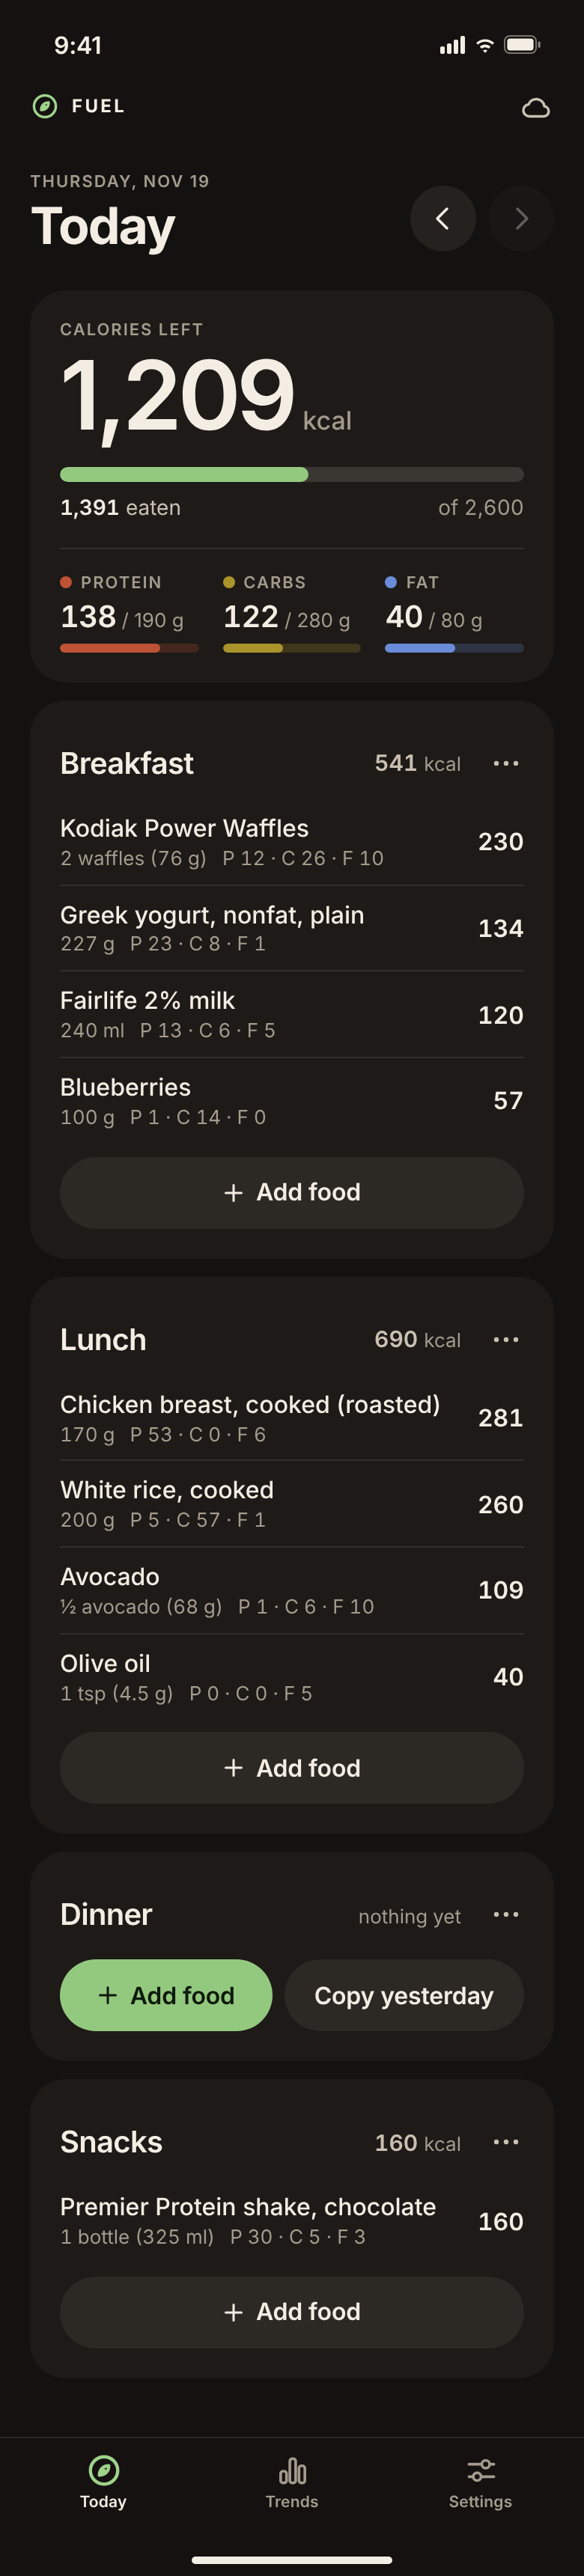 9:41
FUEL
THURSDAY, NOV 19
Today
CALORIES LEFT
1,209 kcal
1,391 eaten of 2,600
PROTEIN CARBS FAT
138 / 190 g 122 / 280 g 40 / 80 g
Breakfast 541 kcal
Kodiak Power Waffles 230
2 waffles (76 g) P 12 · C 26 · F 10
Greek yogurt, nonfat, plain 134
227 g P 23 · C 8 · F 1
Fairlife 2% milk 120
240 ml P 13 · C 6 · F 5
Blueberries 57
100 g P 1 · C 14 · F 0
+ Add food
Lunch 690 kcal
Chicken breast, cooked (roasted) 281
170 g P 53 · C 0 · F 6
White rice, cooked 260
200 g P 5 · C 57 · F 1
Avocado 109
½ avocado (68 g) P 1 · C 6 · F 10
Olive oil 40
1 tsp (4.5 g) P 0 · C 0 · F 5
+ Add food
Dinner nothing yet
+ Add food Copy yesterday
Snacks 160 kcal
Premier Protein shake, chocolate 160
1 bottle (325 ml) P 30 · C 5 · F 3
+ Add food
Today Trends Settings